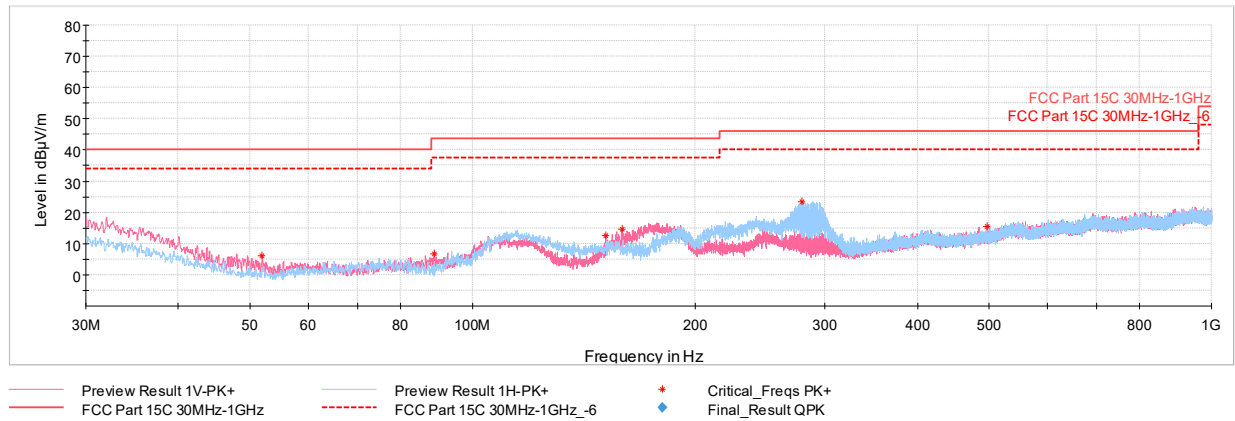 80
70
60
50
40
30
20
10
0
Level in dBµV/m
FCC Part 15C 30MHz-1GHz
FCC Part 15C 30MHz-1GHz_-6
30M 50 60 80 100M 200 300 400 500 800 1G
Frequency in Hz
Preview Result 1V-PK+ Preview Result 1H-PK+ Critical_Freqs PK+
FCC Part 15C 30MHz-1GHz FCC Part 15C 30MHz-1GHz_-6 Final_Result QPK